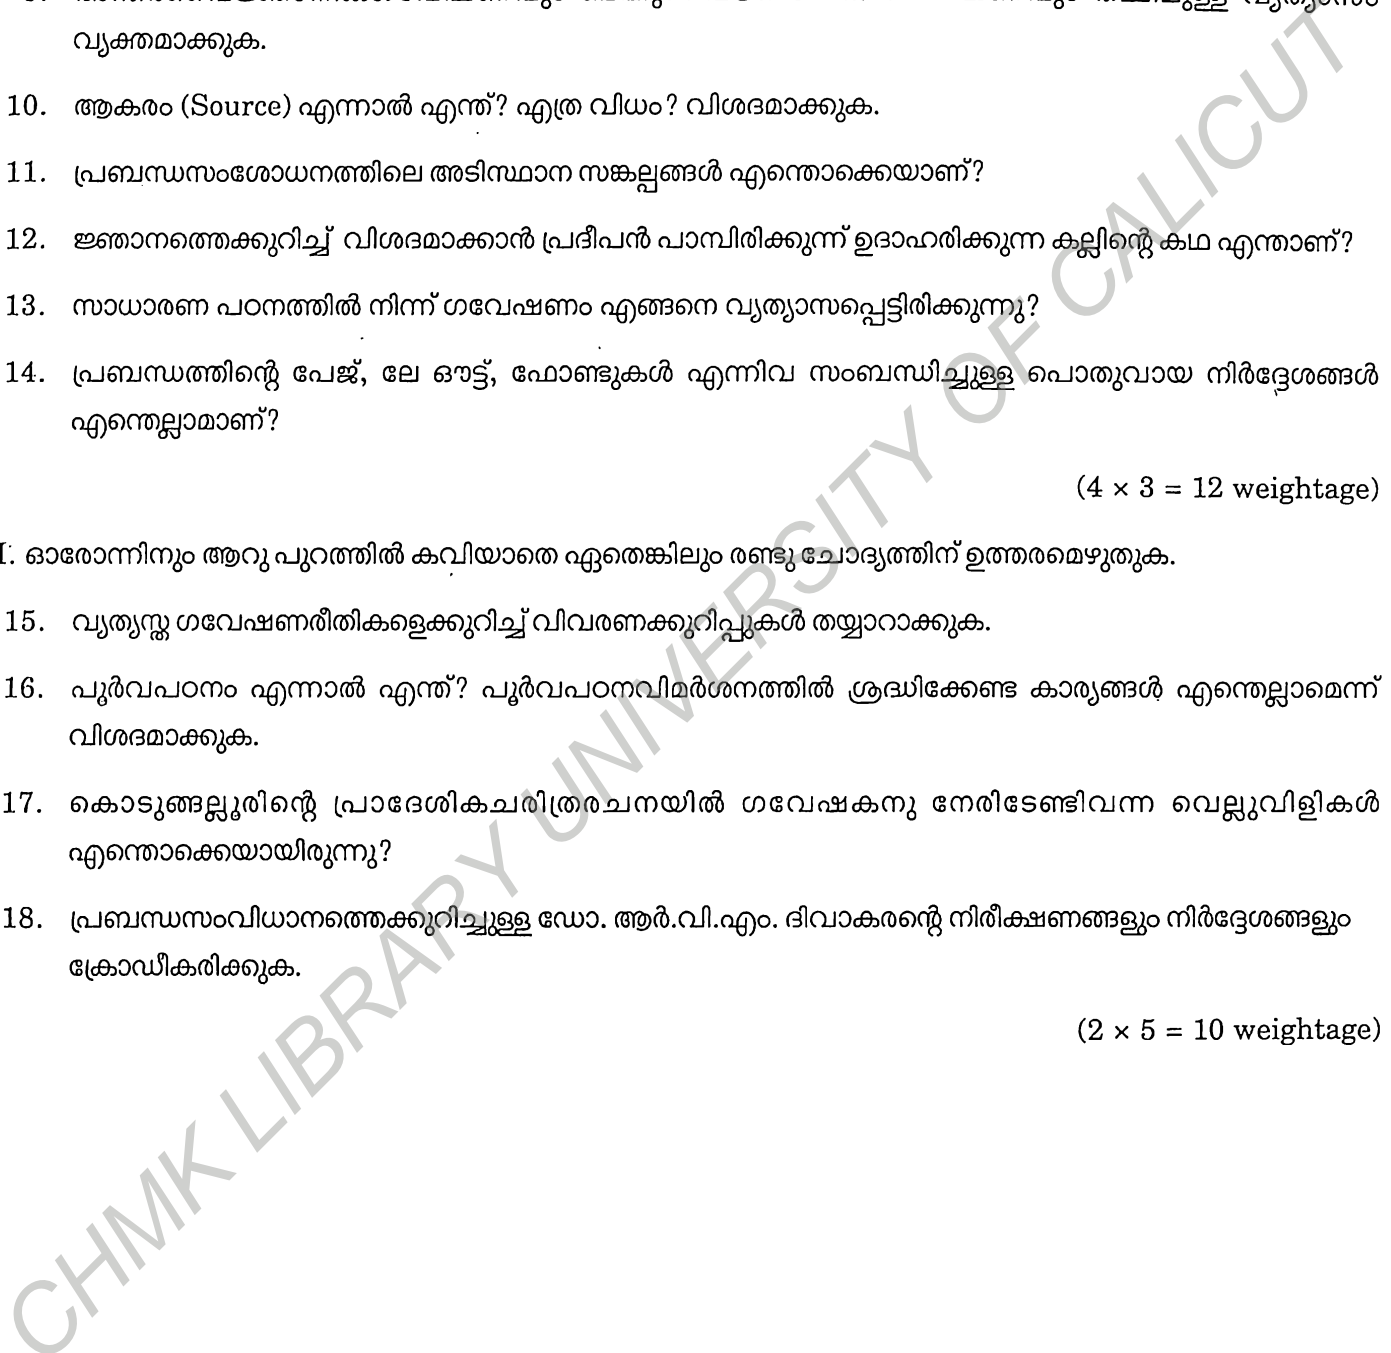 വ്യക്തമാക്കുക.
10. ആകരം (Source) എന്നാൽ എന്ത്? എത്ര വിധം? വിശദമാക്കുക.
11. പ്രബന്ധസംശോധനത്തിലെ അടിസ്ഥാന സങ്കല്പങ്ങൾ എന്തൊക്കെയാണ്?
12. ജ്ഞാനത്തെക്കുറിച്ച് വിശദമാക്കാൻ പ്രദീപൻ പാമ്പിരിക്കുന്ന് ഉദാഹരിക്കുന്ന കല്ലിന്റെ കഥ എന്താണ്?
13. സാധാരണ പഠനത്തിൽ നിന്ന് ഗവേഷണം എങ്ങനെ വ്യത്യാസപ്പെട്ടിരിക്കുന്നു?
14. പ്രബന്ധത്തിന്റെ പേജ്, ലേ ഔട്ട്, ഫോണ്ടുകൾ എന്നിവ സംബന്ധിച്ചുള്ള പൊതുവായ നിർദ്ദേശങ്ങൾ
എന്തെല്ലാമാണ്?
(4 × 3 = 12 weightage)
I. ഓരോന്നിനും ആറു പുറത്തിൽ കവിയാതെ ഏതെങ്കിലും രണ്ടു ചോദ്യത്തിന് ഉത്തരമെഴുതുക.
15. വ്യത്യസ്ത ഗവേഷണരീതികളെക്കുറിച്ച് വിവരണക്കുറിപ്പുകൾ തയ്യാറാക്കുക.
16. പൂർവപഠനം എന്നാൽ എന്ത്? പൂർവപഠനവിമർശനത്തിൽ ശ്രദ്ധിക്കേണ്ട കാര്യങ്ങൾ എന്തെല്ലാമെന്ന്
വിശദമാക്കുക.
17. കൊടുങ്ങല്ലൂരിന്റെ പ്രാദേശികചരിത്രരചനയിൽ ഗവേഷകനു നേരിടേണ്ടിവന്ന വെല്ലുവിളികൾ
എന്തൊക്കെയായിരുന്നു?
18. പ്രബന്ധസംവിധാനത്തെക്കുറിച്ചുള്ള ഡോ. ആർ.വി.എം. ദിവാകരന്റെ നിരീക്ഷണങ്ങളും നിർദ്ദേശങ്ങളും
ക്രോഡീകരിക്കുക.
(2 × 5 = 10 weightage)
CHMK LIBRARY UNIVERSITY OF CALICUT